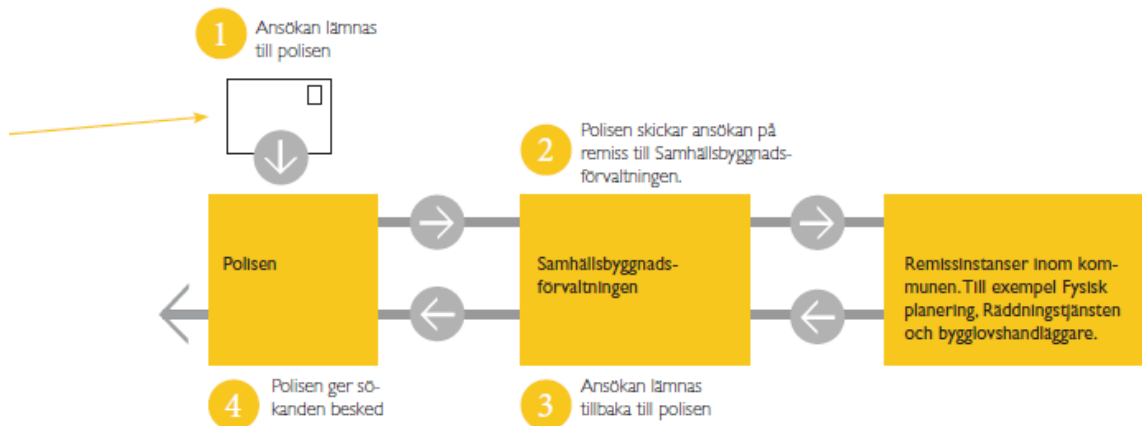 1
Ansökan lämnas
till polisen
2
Polisen skickar ansökan på
remiss till Samhällsbyggnads-
förvaltningen.
Polisen
Samhällsbyggnads-
förvaltningen
Remissinstanser inom kom-
munen. Till exempel Fysisk
planering, Räddningstjänsten
och bygglovshandläggare.
4
Polisen ger sö-
kanden besked
3
Ansökan lämnas
tillbaka till polisen